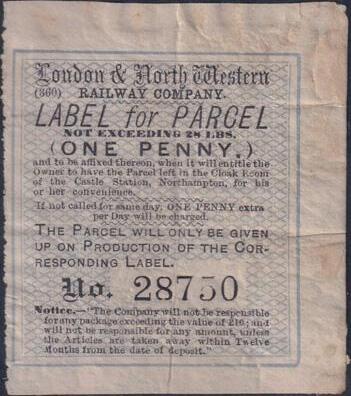 London & North Western
(360) RAILWAY COMPANY.
LABEL for PARCEL
NOT EXCEEDING 28 LBS.
(ONE PENNY,)
and to be affixed thereon, when it will entitle the
Owner to have the Parcel left in the Cloak Room
of the Castle Station, Northampton, for his
or her convenience.
If not called for same day, ONE PENNY extra
per Day will be charged.
THE PARCEL WILL ONLY BE GIVEN
UP ON PRODUCTION OF THE COR-
RESPONDING LABEL.
No. 28750
Notice.—"The Company will not be responsible
for any package exceeding the value of £10; and
will not be responsible for any amount, unless
the Articles are taken away within Twelve
Months from the date of deposit."